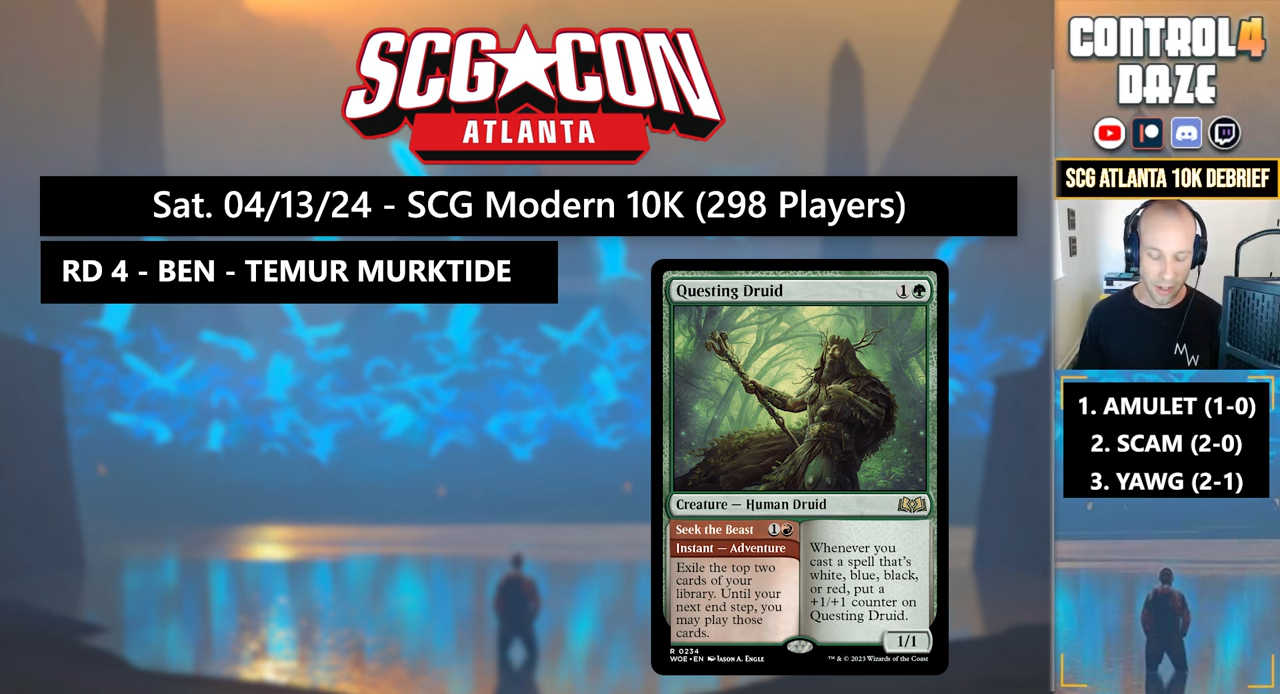 SCG★CON
ATLANTA
Sat. 04/13/24 - SCG Modern 10K (298 Players)
RD 4 - BEN - TEMUR MURKTIDE
Questing Druid 1
Creature — Human Druid
Seek the Beast 1
Instant — Adventure
Exile the top two
cards of your
library. Until your
next end step, you
may play those
cards.
Whenever you
cast a spell that's
white, blue, black,
or red, put a
+1/+1 counter on
Questing Druid.
1/1
R 0234
WOE • EN Jason A. Engle
™ & © 2023 Wizards of the Coast
CONTROL4
DAZE
SCG ATLANTA 10K DEBRIEF
MW
1. AMULET (1-0)
2. SCAM (2-0)
3. YAWG (2-1)